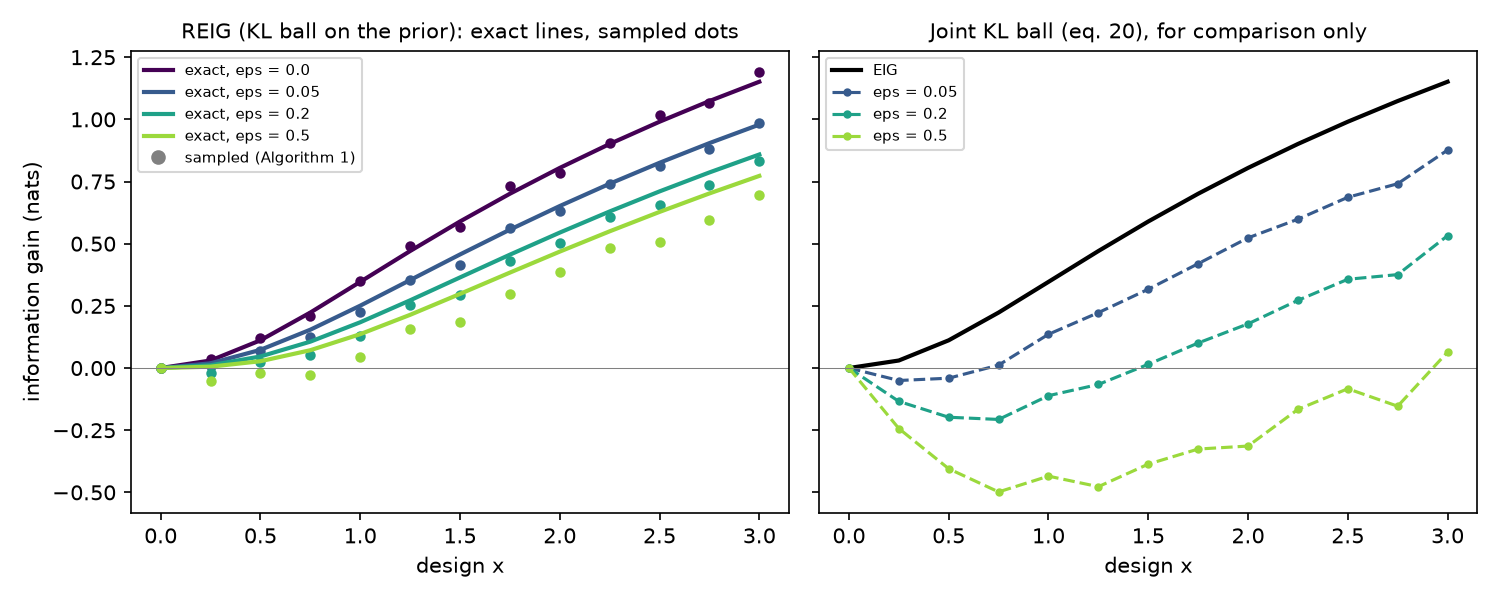 REIG (KL ball on the prior): exact lines, sampled dots
exact, eps = 0.0
exact, eps = 0.05
exact, eps = 0.2
exact, eps = 0.5
sampled (Algorithm 1)
information gain (nats)
1.25
1.00
0.75
0.50
0.25
0.00
−0.25
−0.50
0.0 0.5 1.0 1.5 2.0 2.5 3.0
design x
Joint KL ball (eq. 20), for comparison only
EIG
eps = 0.05
eps = 0.2
eps = 0.5
0.0 0.5 1.0 1.5 2.0 2.5 3.0
design x